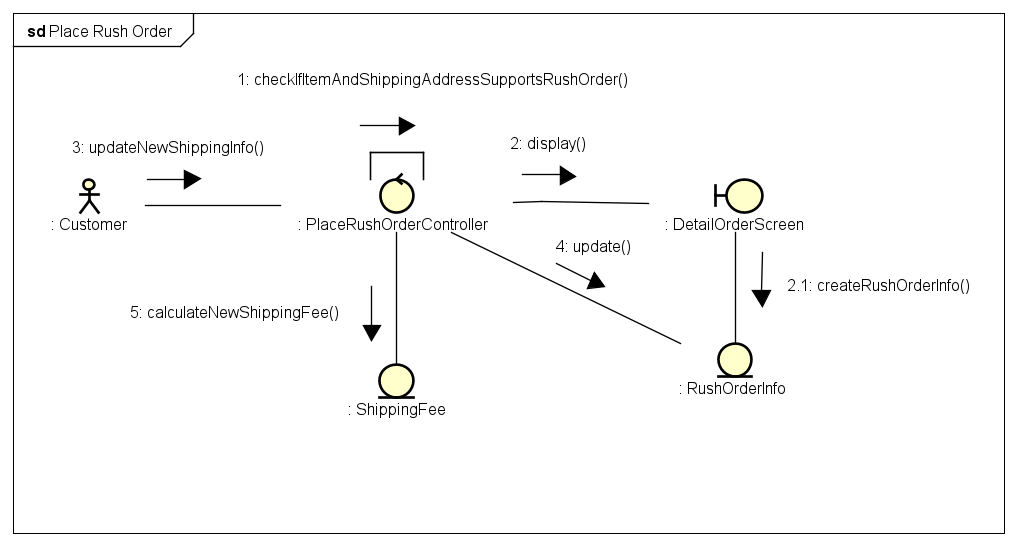 sd Place Rush Order
1: checkIfItemAndShippingAddressSupportsRushOrder()
3: updateNewShippingInfo()
2: display()
: Customer
: PlaceRushOrderController
: DetailOrderScreen
4: update()
2.1: createRushOrderInfo()
5: calculateNewShippingFee()
: RushOrderInfo
: ShippingFee